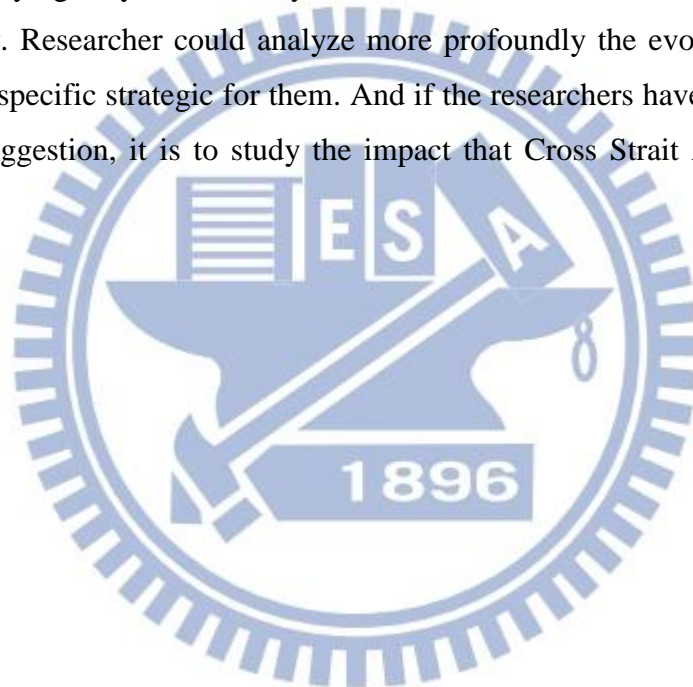 . Researcher could analyze more profoundly the evo
specific strategic for them. And if the researchers have
ggestion, it is to study the impact that Cross Strait
E S A
1896